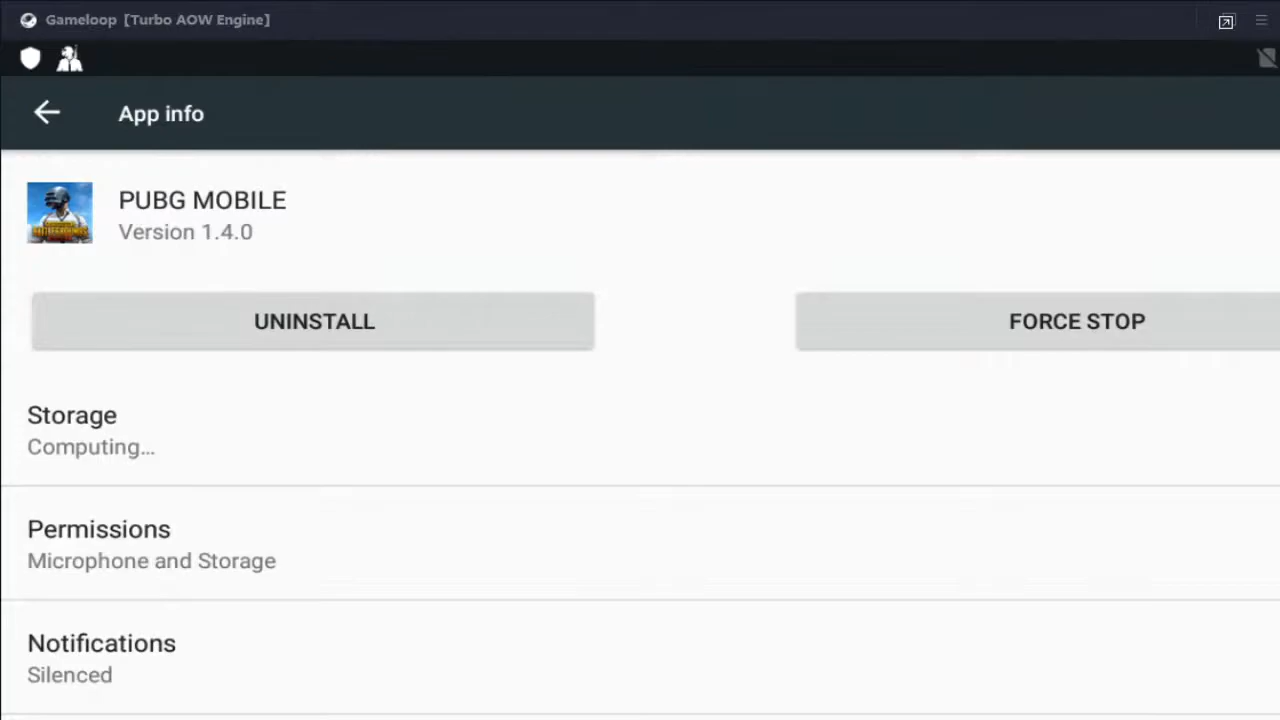 Gameloop [Turbo AOW Engine]
App info
PUBG MOBILE
Version 1.4.0
UNINSTALL
FORCE STOP
Storage
Computing...
Permissions
Microphone and Storage
Notifications
Silenced